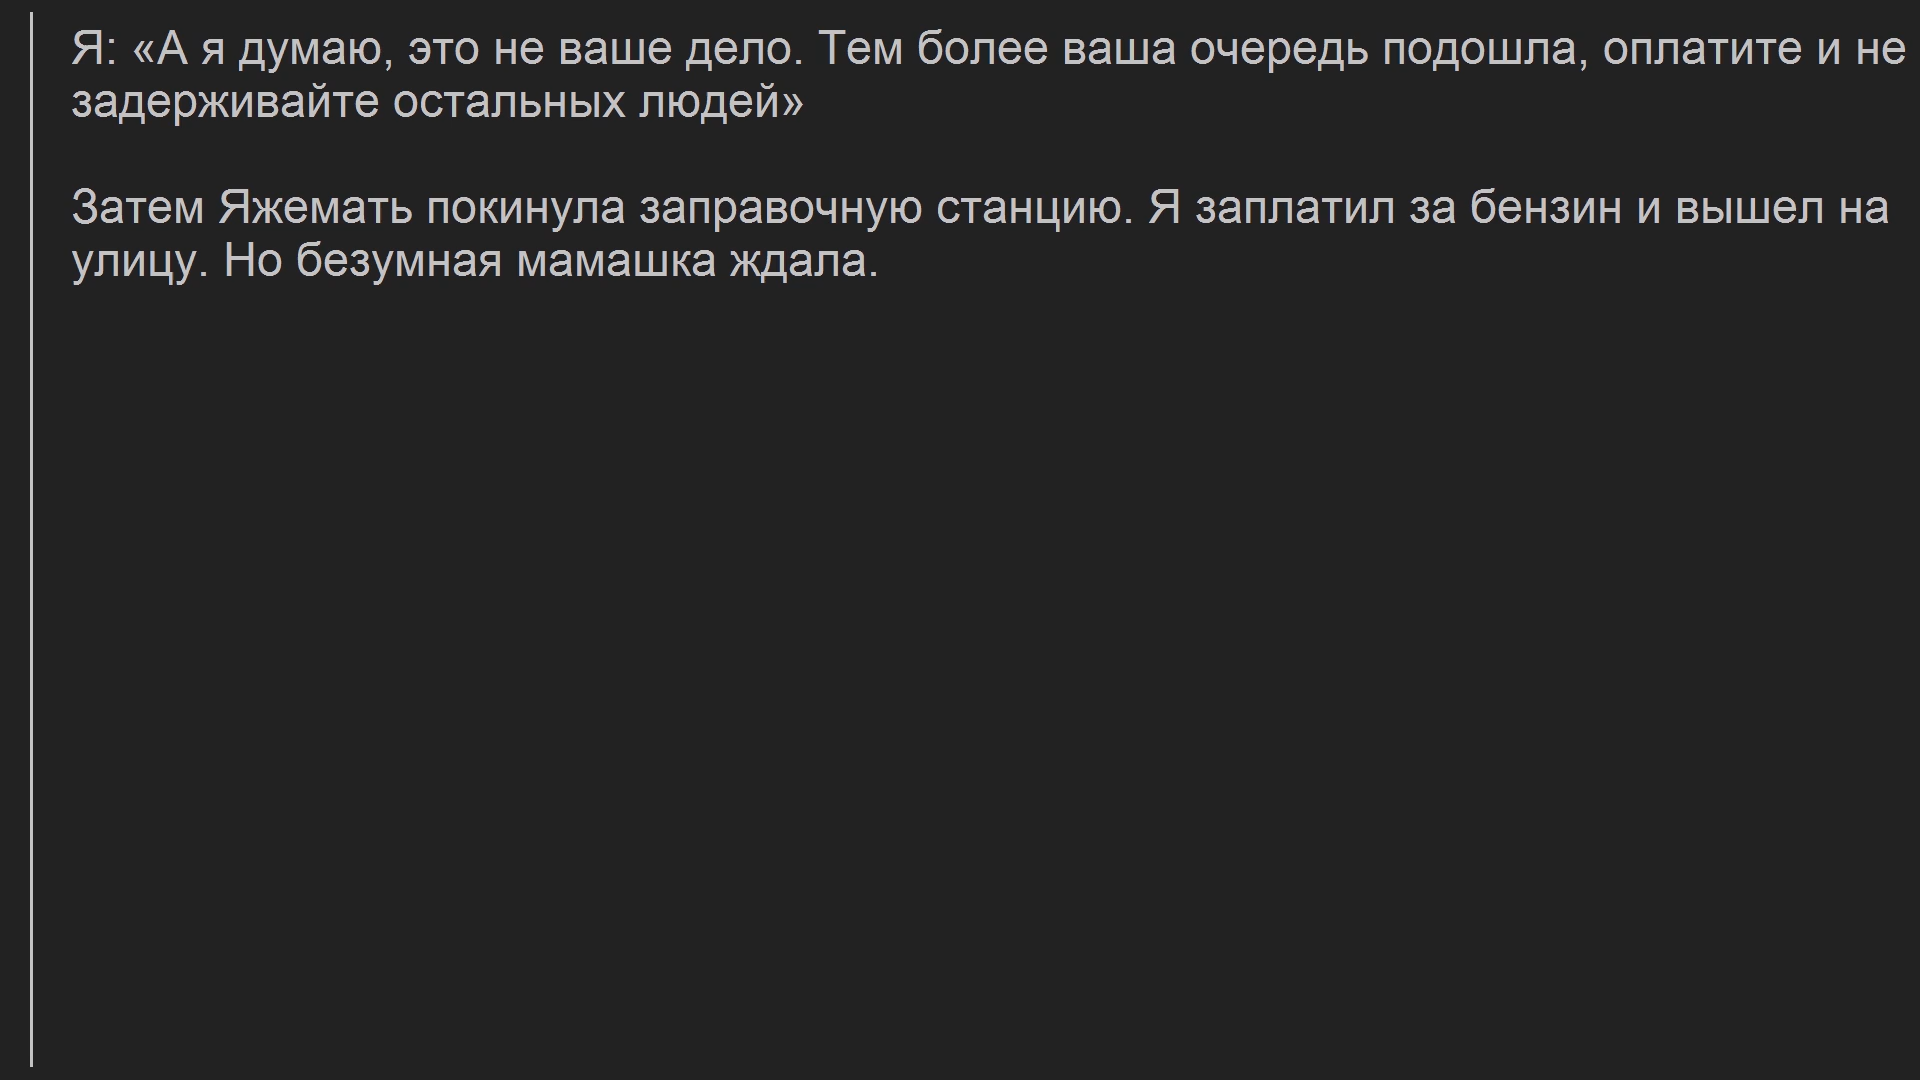 Я: «А я думаю, это не ваше дело. Тем более ваша очередь подошла, оплатите и не
задерживайте остальных людей»
Затем Яжемать покинула заправочную станцию. Я заплатил за бензин и вышел на
улицу. Но безумная мамашка ждала.